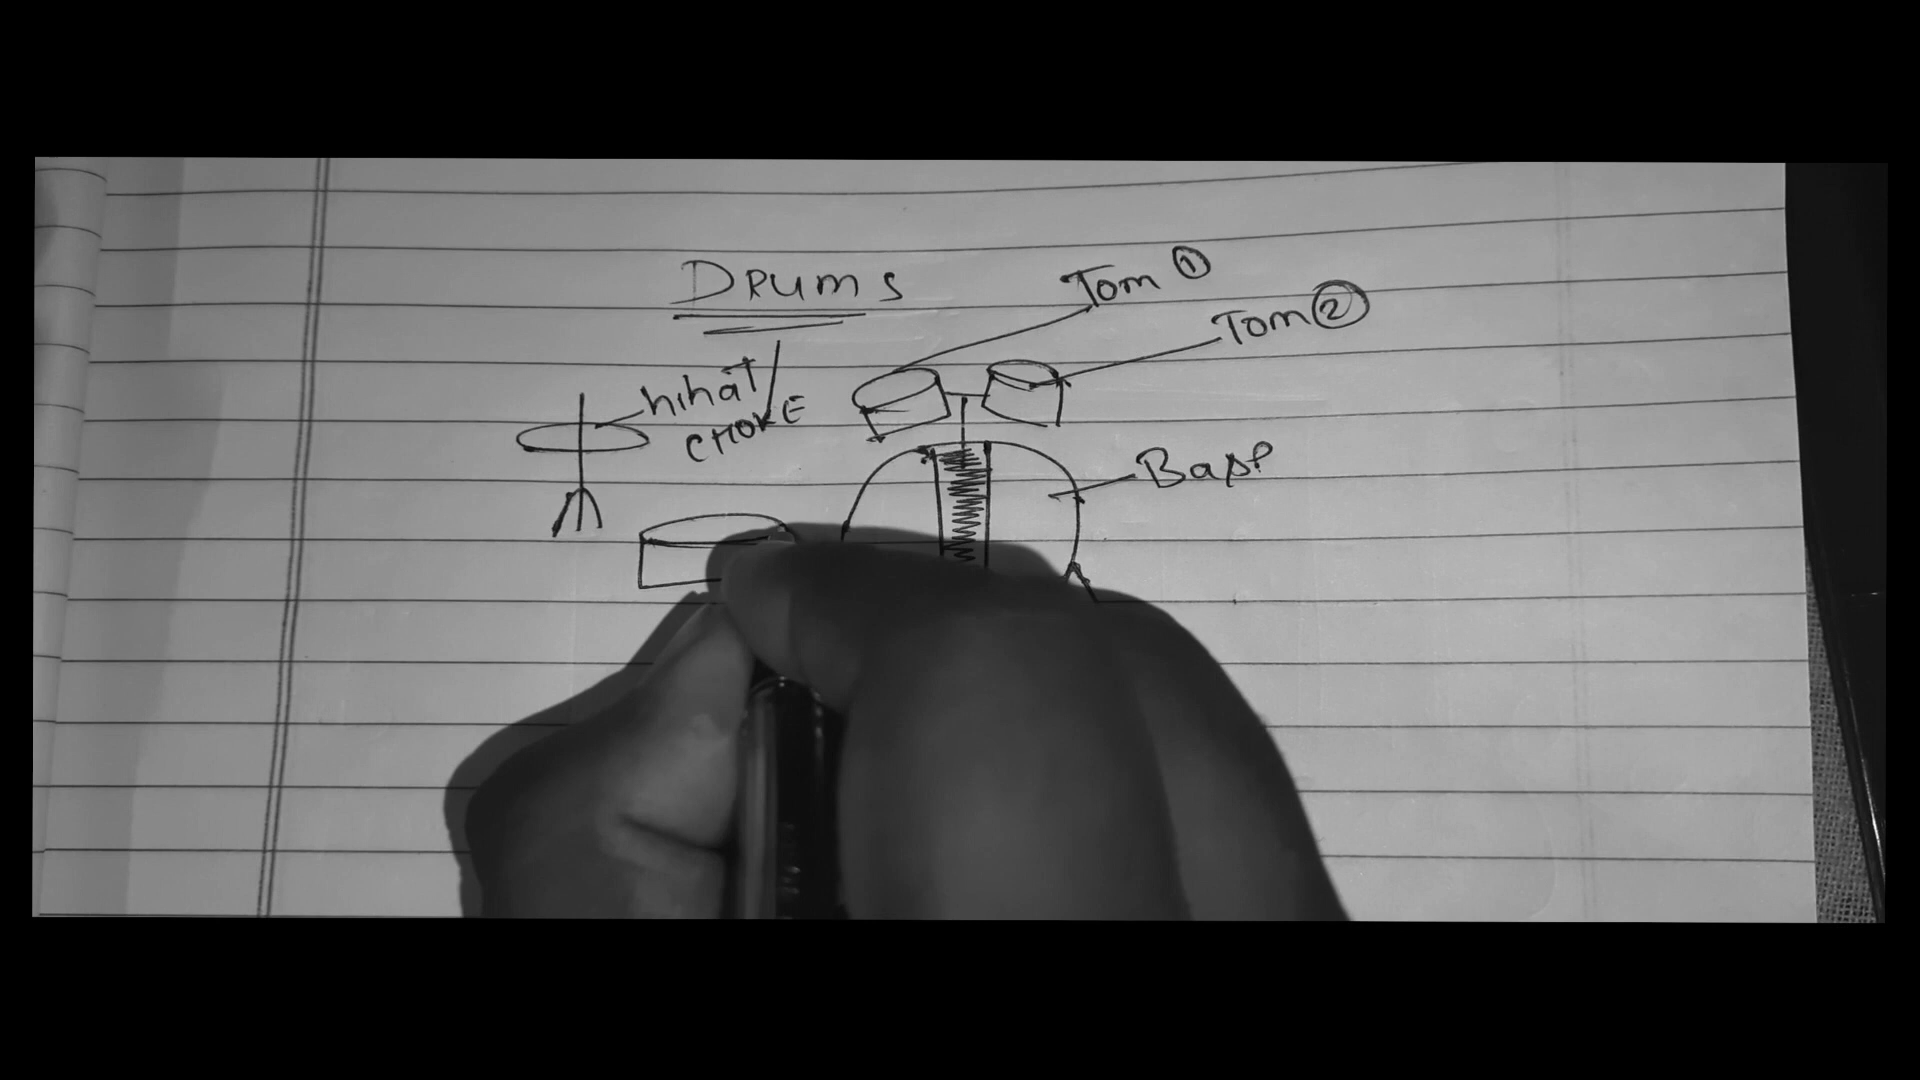 DRums
Tom ①
Tom ②
hihat/
CHOKE
Base